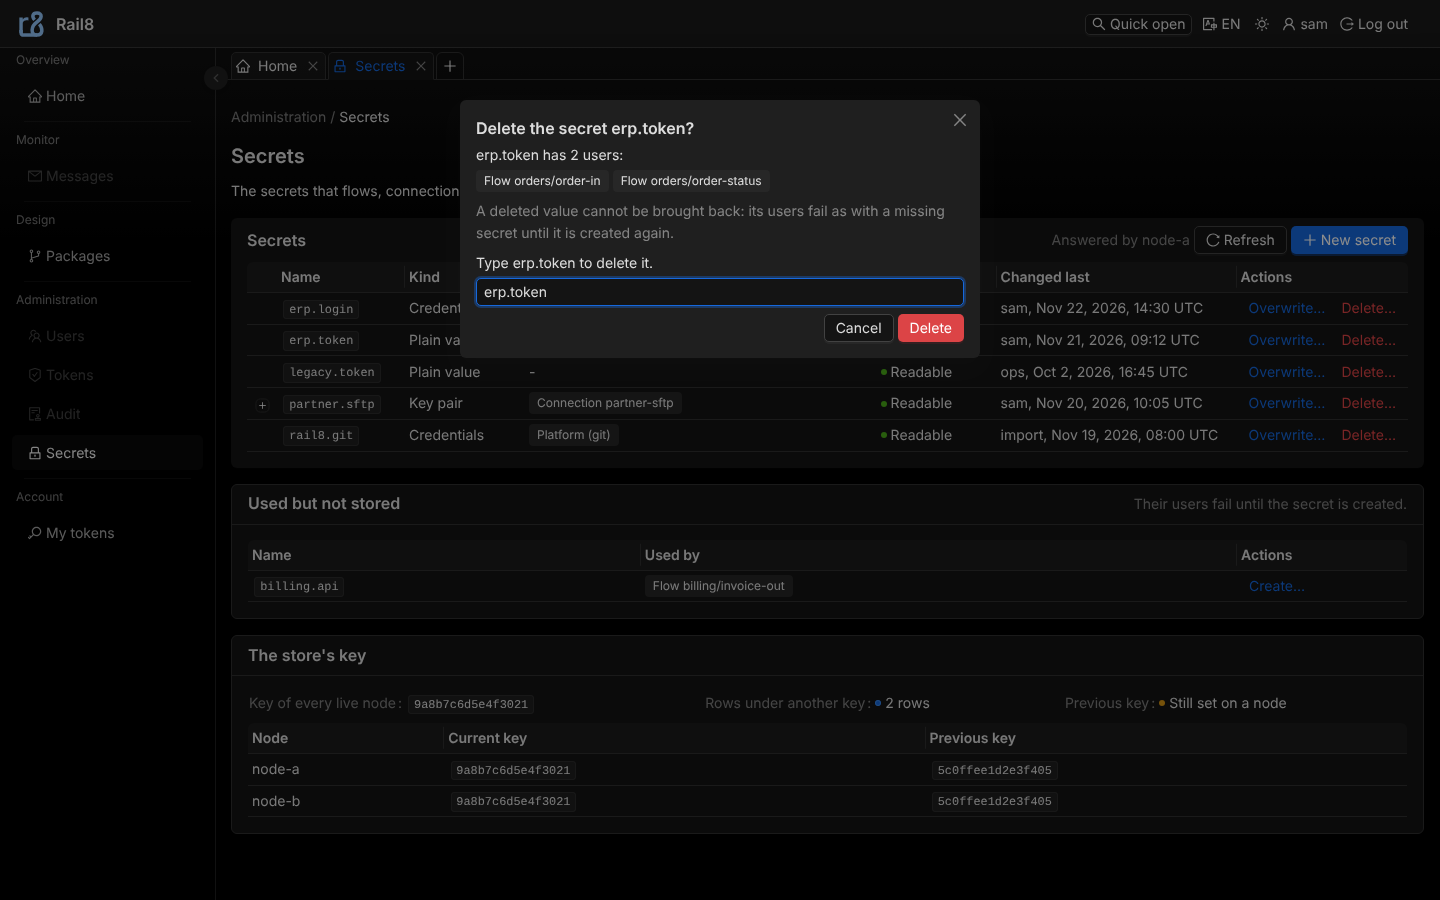 Rail8
Quick open
EN
sam
Log out
Overview
Home
Monitor
Messages
Design
Packages
Administration
Users
Tokens
Audit
Secrets
Account
My tokens
Home
Secrets
Administration / Secrets
Secrets
The secrets that flows, connection
Secrets
Answered by node-a
Refresh
New secret
Name Kind Changed last Actions
erp.login Creden sam, Nov 22, 2026, 14:30 UTC Overwrite... Delete...
erp.token Plain va sam, Nov 21, 2026, 09:12 UTC Overwrite... Delete...
legacy.token Plain value - Readable ops, Oct 2, 2026, 16:45 UTC Overwrite... Delete...
partner.sftp Key pair Connection partner-sftp Readable sam, Nov 20, 2026, 10:05 UTC Overwrite... Delete...
rail8.git Credentials Platform (git) Readable import, Nov 19, 2026, 08:00 UTC Overwrite... Delete...
Delete the secret erp.token?
erp.token has 2 users:
Flow orders/order-in Flow orders/order-status
A deleted value cannot be brought back: its users fail as with a missing
secret until it is created again.
Type erp.token to delete it.
erp.token
Cancel Delete
Used but not stored
Their users fail until the secret is created.
Name Used by Actions
billing.api Flow billing/invoice-out Create...
The store's key
Key of every live node: 9a8b7c6d5e4f3021 Rows under another key: 2 rows Previous key: Still set on a node
Node Current key Previous key
node-a 9a8b7c6d5e4f3021 5c0ffee1d2e3f405
node-b 9a8b7c6d5e4f3021 5c0ffee1d2e3f405